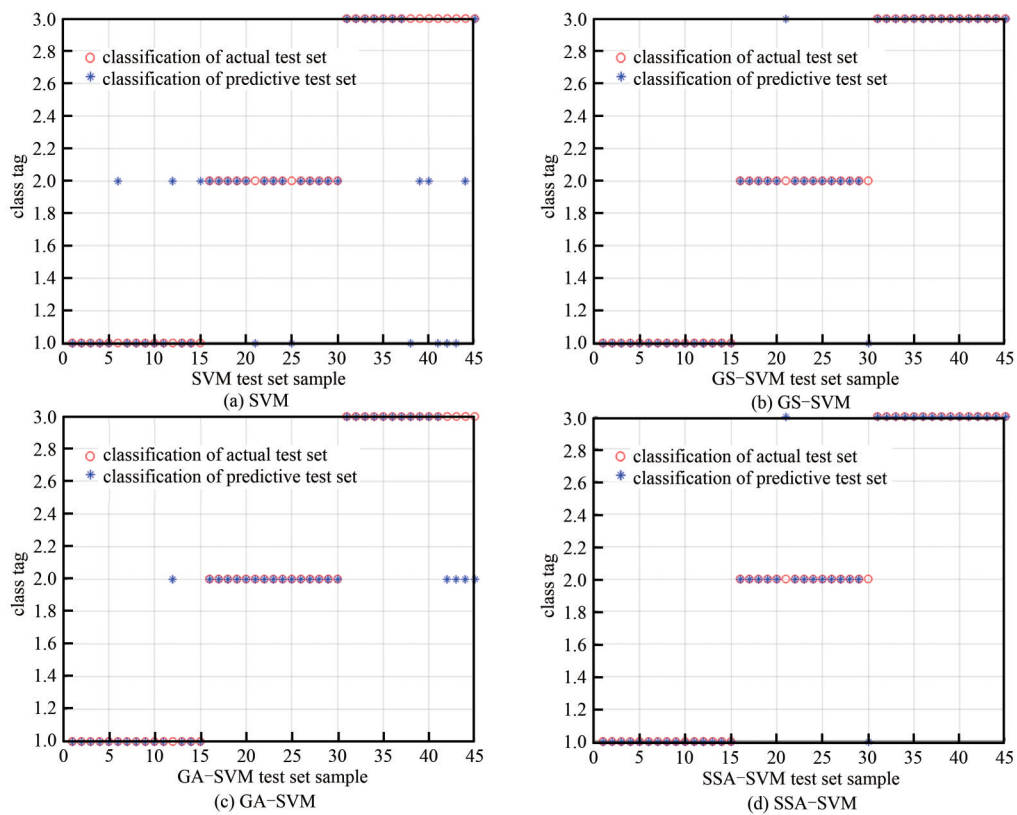 3.0
2.8
2.6
2.4
2.2
2.0
1.8
1.6
1.4
1.2
1.0
class tag
classification of actual test set
classification of predictive test set
0 5 10 15 20 25 30 35 40 45
SVM test set sample
(a) SVM
3.0
2.8
2.6
2.4
2.2
2.0
1.8
1.6
1.4
1.2
1.0
class tag
classification of actual test set
classification of predictive test set
0 5 10 15 20 25 30 35 40 45
GS−SVM test set sample
(b) GS−SVM
3.0
2.8
2.6
2.4
2.2
2.0
1.8
1.6
1.4
1.2
1.0
class tag
classification of actual test set
classification of predictive test set
0 5 10 15 20 25 30 35 40 45
GA−SVM test set sample
(c) GA−SVM
3.0
2.8
2.6
2.4
2.2
2.0
1.8
1.6
1.4
1.2
1.0
class tag
classification of actual test set
classification of predictive test set
0 5 10 15 20 25 30 35 40 45
SSA−SVM test set sample
(d) SSA−SVM